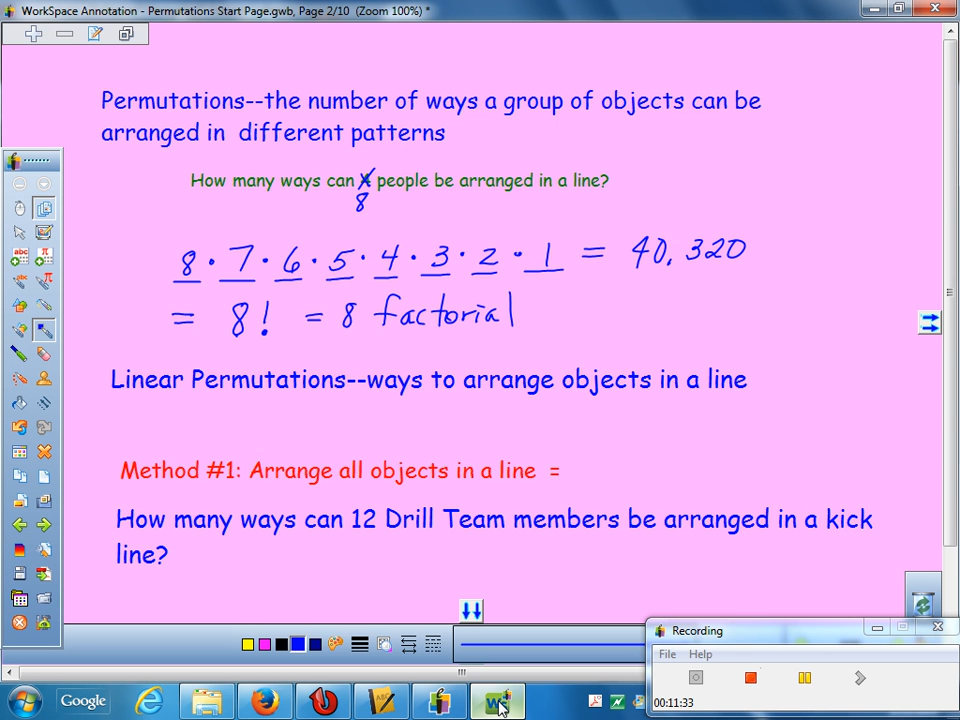 WorkSpace Annotation - Permutations Start Page.gwb, Page 2/10 (Zoom 100%) *
Permutations--the number of ways a group of objects can be
arranged in different patterns
How many ways can people be arranged in a line?
8
8 · 7 · 6 · 5 · 4 · 3 · 2 · 1 = 40,320
= 8! = 8 factorial
Linear Permutations--ways to arrange objects in a line
Method #1: Arrange all objects in a line =
How many ways can 12 Drill Team members be arranged in a kick
line?
Recording
File Help
00:11:33
Google